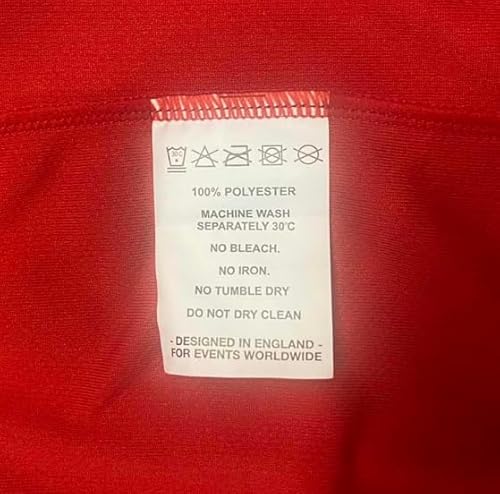 30°C
100% POLYESTER
MACHINE WASH
SEPARATELY 30°C
NO BLEACH.
NO IRON.
NO TUMBLE DRY
DO NOT DRY CLEAN
- DESIGNED IN ENGLAND -
FOR EVENTS WORLDWIDE